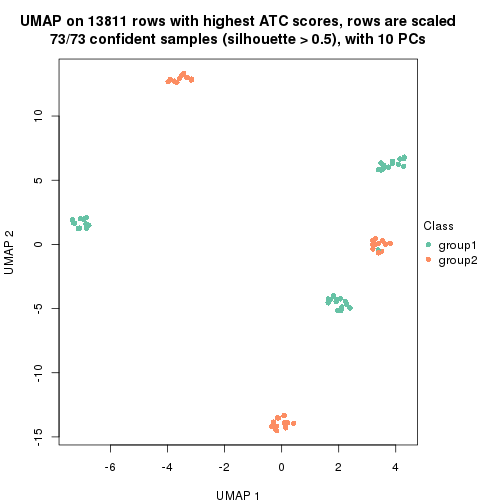 UMAP on 13811 rows with highest ATC scores, rows are scaled
73/73 confident samples (silhouette > 0.5), with 10 PCs
10
5
0
-5
-10
-15
UMAP 2
-6
-4
-2
0
2
4
UMAP 1
Class
group1
group2